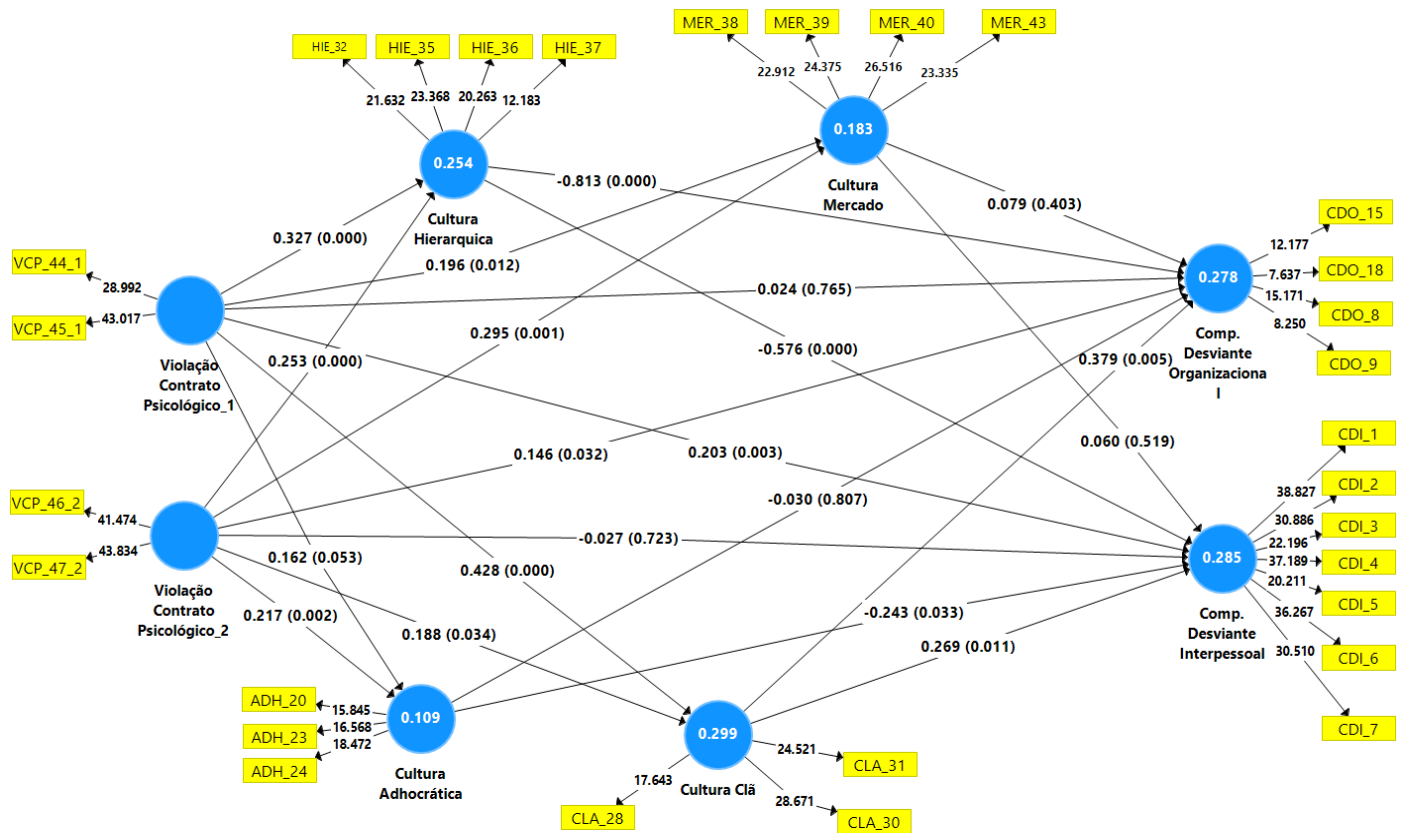 MER_38
MER_39
MER_40
MER_43
HIE_32
HIE_35
HIE_36
HIE_37
22.912
24.375
26.516
23.335
21.632
23.368
20.263
12.183
0.183
0.254
Cultura
Mercado
Cultura
Hierarquica
-0.813 (0.000)
0.079 (0.403)
CDO_15
12.177
CDO_18
7.637
15.171
CDO_8
8.250
CDO_9
0.278
Comp.
Desviante
Organizaciona
l
0.327 (0.000)
0.196 (0.012)
0.024 (0.765)
VCP_44_1
28.992
VCP_45_1
43.017
Violação
Contrato
Psicológico_1
0.295 (0.001)
0.253 (0.000)
-0.576 (0.000)
0.379 (0.005)
0.146 (0.032)
0.203 (0.003)
0.060 (0.519)
-0.030 (0.807)
CDI_1
38.827
CDI_2
30.886
CDI_3
22.196
CDI_4
37.189
20.211
CDI_5
36.267
CDI_6
30.510
CDI_7
0.285
Comp.
Desviante
Interpessoal
VCP_46_2
41.474
VCP_47_2
43.834
Violação
Contrato
Psicológico_2
-0.027 (0.723)
0.162 (0.053)
0.428 (0.000)
0.217 (0.002)
0.188 (0.034)
-0.243 (0.033)
0.269 (0.011)
ADH_20
15.845
ADH_23
16.568
18.472
ADH_24
0.109
Cultura
Adhocrática
0.299
Cultura Clã
24.521
CLA_31
17.643
28.671
CLA_28
CLA_30